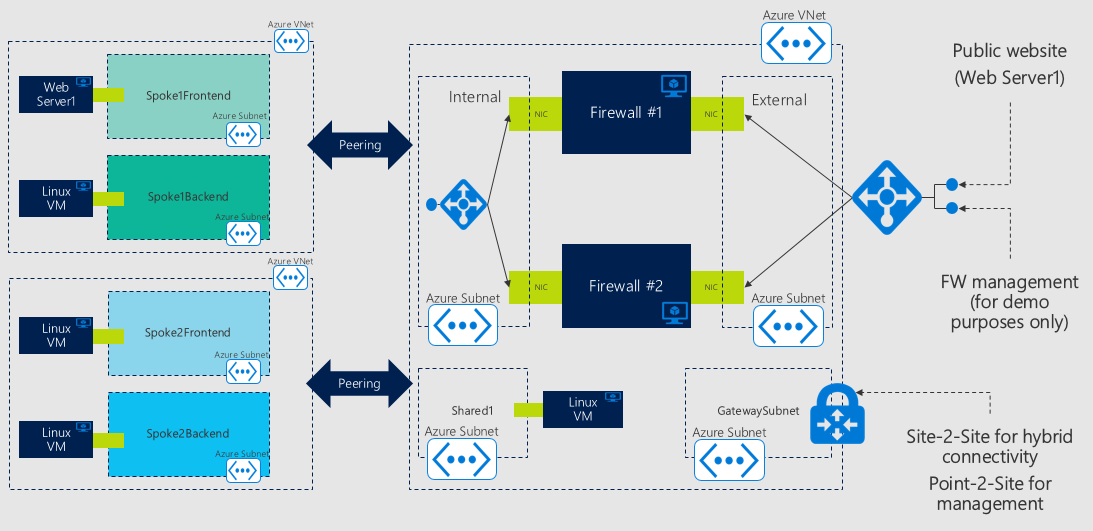 Azure VNet
Web
Server1
Spoke1Frontend
Azure Subnet
Linux
VM
Spoke1Backend
Azure Subnet
Azure VNet
Linux
VM
Spoke2Frontend
Azure Subnet
Linux
VM
Spoke2Backend
Azure Subnet
Peering
Peering
Azure VNet
Internal
NIC
Firewall #1
NIC
External
NIC
Firewall #2
NIC
Azure Subnet
Azure Subnet
Shared1
Linux
VM
Azure Subnet
GatewaySubnet
Azure Subnet
Public website
(Web Server1)
FW management
(for demo
purposes only)
Site-2-Site for hybrid
connectivity
Point-2-Site for
management